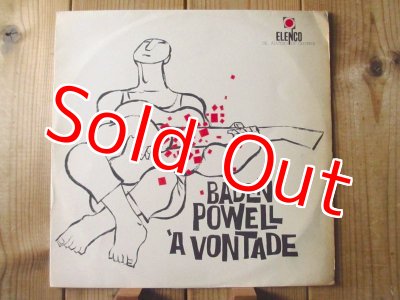 ELENCO
Sold Out
BADEN
POWELL
'A VONTADE